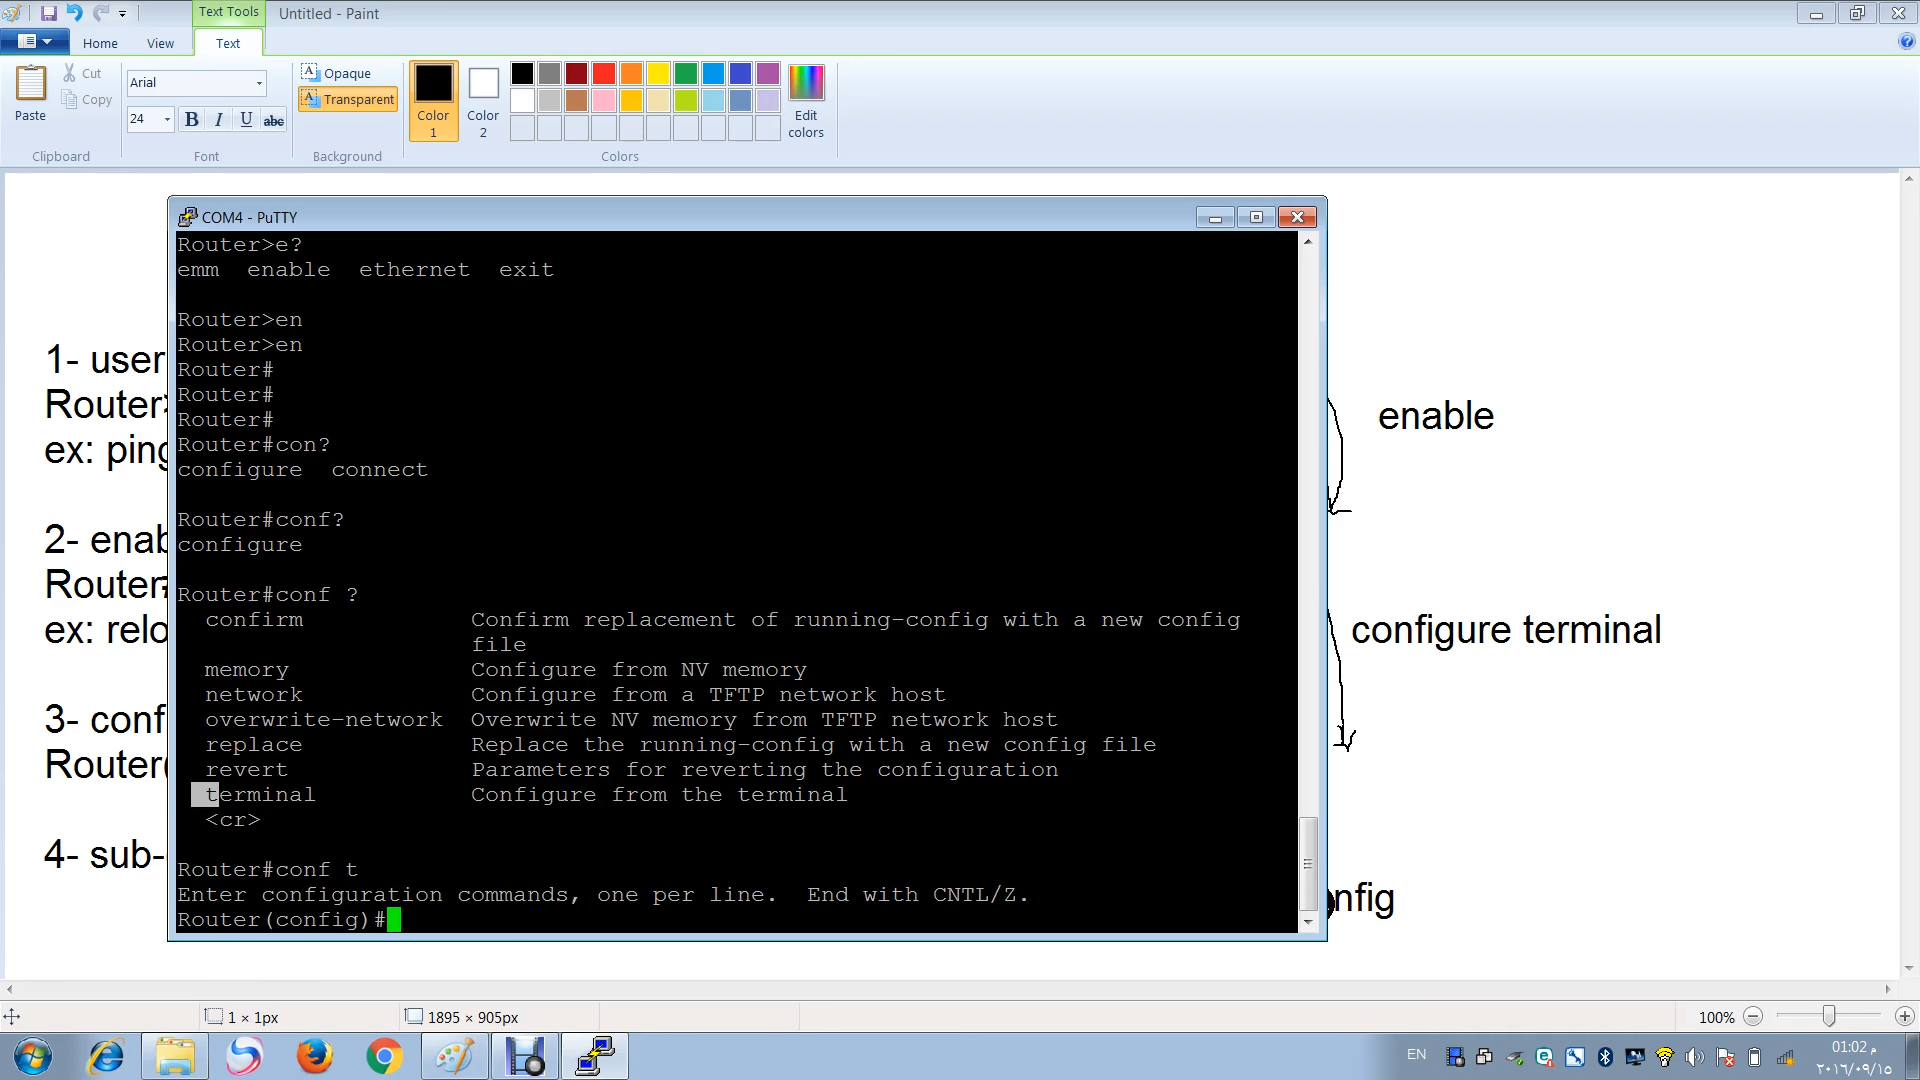 Text Tools
Untitled - Paint
Home
View
Text
Paste
Cut
Copy
Clipboard
Arial
24
B I U abc
Font
Opaque
Transparent
Background
Color
1
Color
2
Edit
colors
Colors
COM4 - PuTTY
Router>e?
emm enable ethernet exit
Router>en
Router>en
Router#
Router#
Router#
Router#con?
configure connect
Router#conf?
configure
Router#conf ?
confirm Confirm replacement of running-config with a new config
file
memory Configure from NV memory
network Configure from a TFTP network host
overwrite-network Overwrite NV memory from TFTP network host
replace Replace the running-config with a new config file
revert Parameters for reverting the configuration
terminal Configure from the terminal
<cr>
Router#conf t
Enter configuration commands, one per line. End with CNTL/Z.
Router(config)#
1- user
Router>
ex: ping
2- enab
Router#
ex: relo
3- conf
Router(
4- sub-
enable
configure terminal
nfig
1 × 1px
1895 × 905px
100%
EN
01:02 م
٢٠١٦/٠٩/١٥